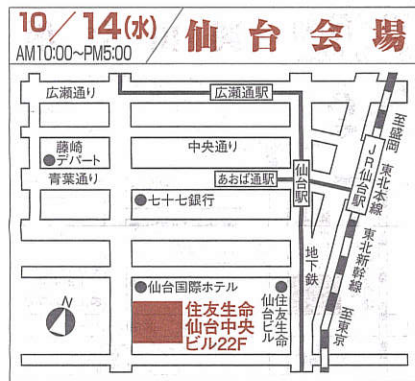 10/14(水)
AM10:00~PM5:00
仙台会場
広瀬通り
広瀬通駅
至盛岡
藤崎
デパート
中央通り
JR仙台駅
東北本線
青葉通り
あおば通駅
仙台駅
七十七銀行
地下鉄
東北新幹線
仙台国際ホテル
住友生命
仙台ビル
至東京
N
住友生命
仙台中央
ビル22F